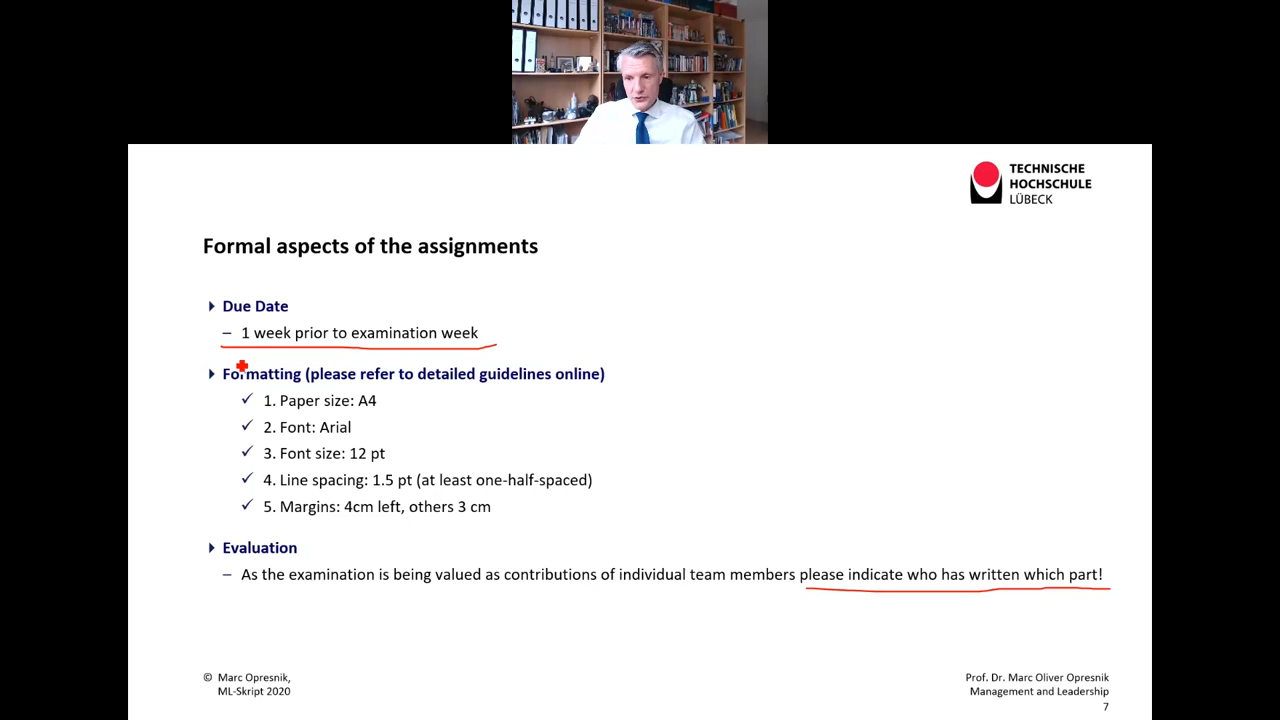 TECHNISCHE
HOCHSCHULE
LÜBECK
Formal aspects of the assignments
Due Date
– 1 week prior to examination week
Formatting (please refer to detailed guidelines online)
✓ 1. Paper size: A4
✓ 2. Font: Arial
✓ 3. Font size: 12 pt
✓ 4. Line spacing: 1.5 pt (at least one-half-spaced)
✓ 5. Margins: 4cm left, others 3 cm
Evaluation
– As the examination is being valued as contributions of individual team members please indicate who has written which part!
© Marc Opresnik,
ML-Skript 2020
Prof. Dr. Marc Oliver Opresnik
Management and Leadership
7